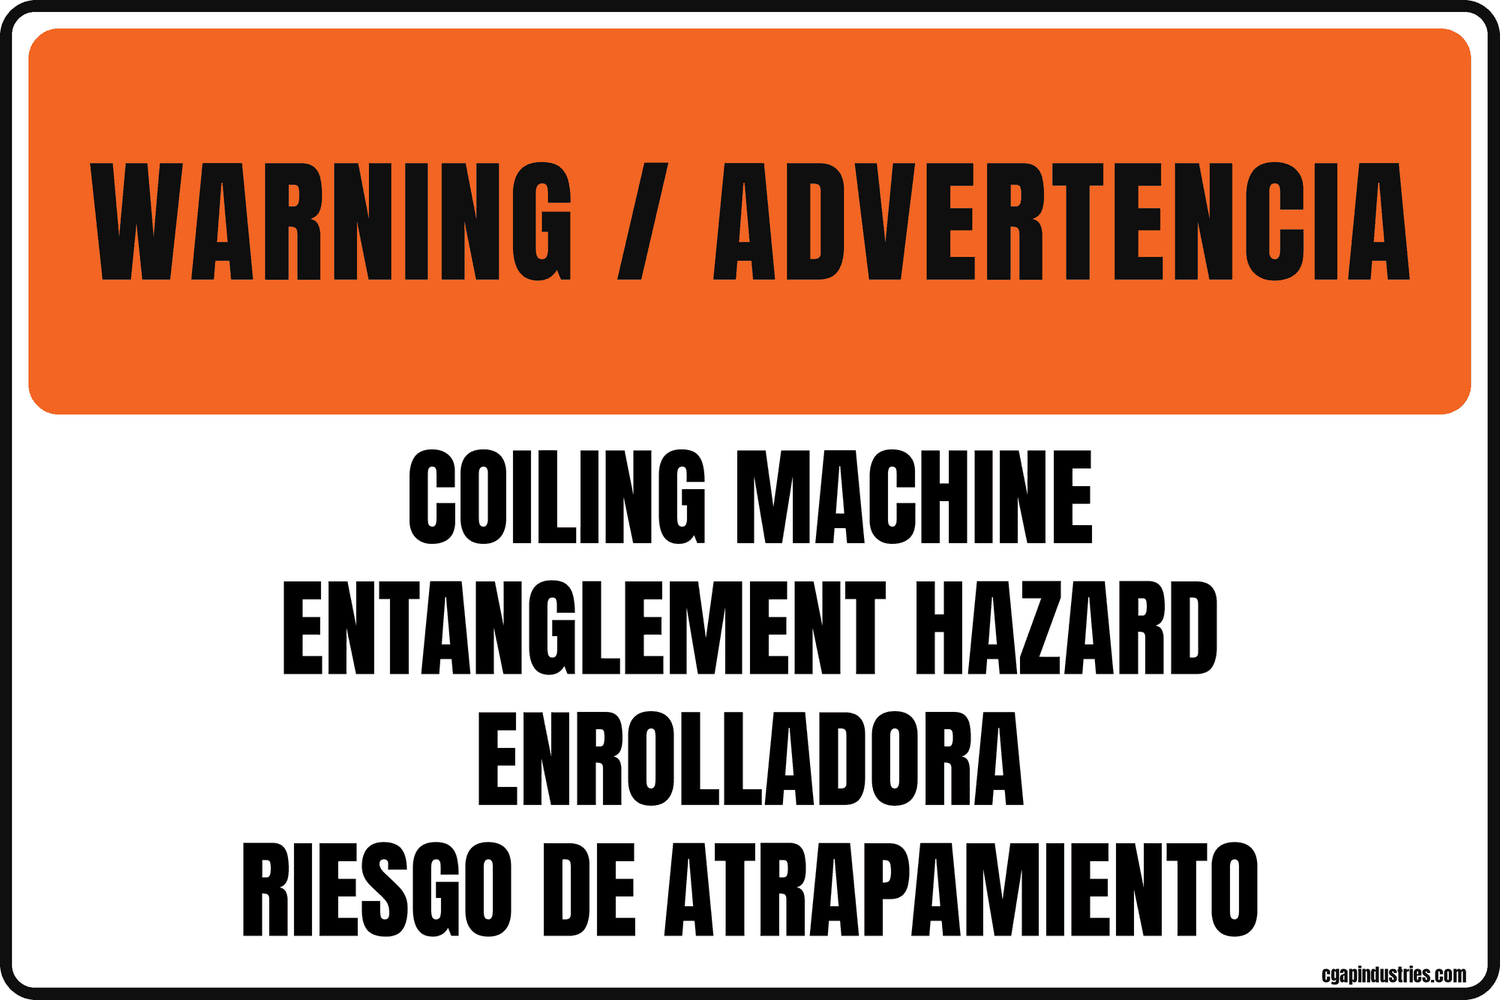 WARNING / ADVERTENCIA
COILING MACHINE
ENTANGLEMENT HAZARD
ENROLLADORA
RIESGO DE ATRAPAMIENTO
cgapindustries.com